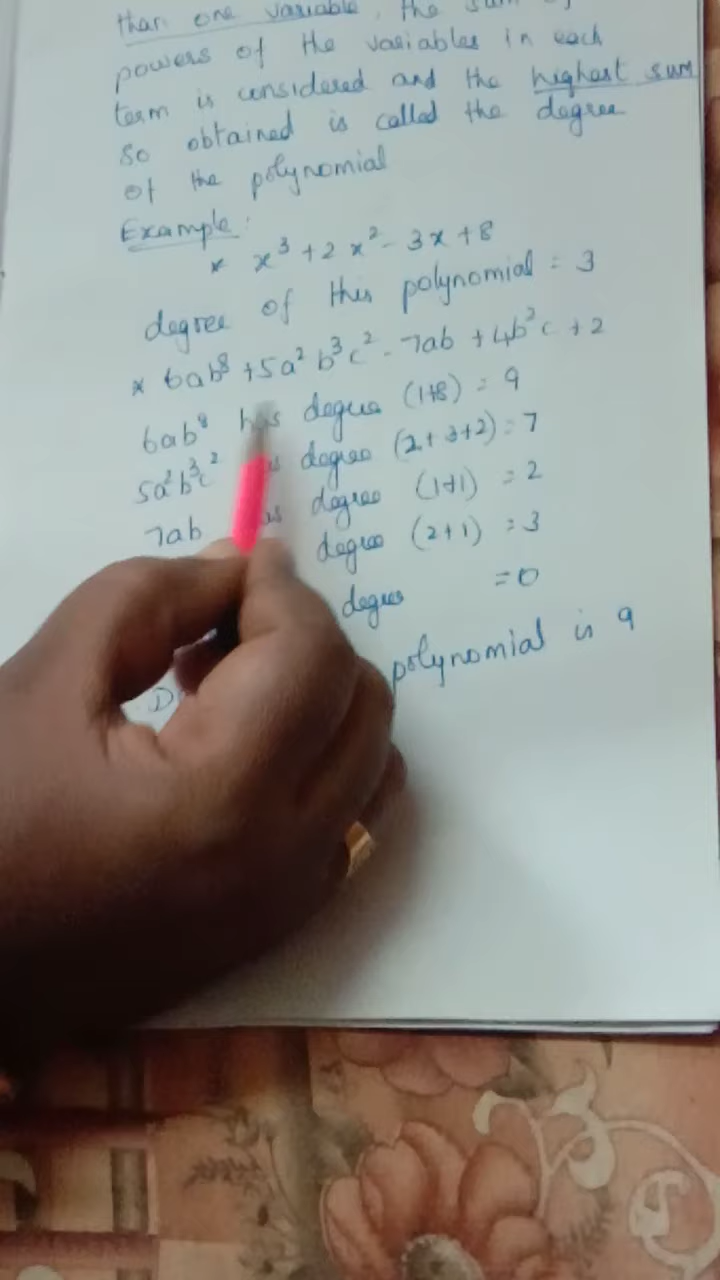 than one variable, the sum
powers of the variables in each
term is considered and the highest sum
so obtained is called the degree
of the polynomial
Example:
* x³ + 2x² - 3x + 8
degree of this polynomial = 3
* 6ab⁸ + 5a²b³c² - 7ab + 4b²c + 2
6ab⁸ has degree (1+8) = 9
5a²b³c² degree (2+3+2) = 7
7ab degree (1+1) = 2
degree (2+1) = 3
degree = 0
polynomial is 9